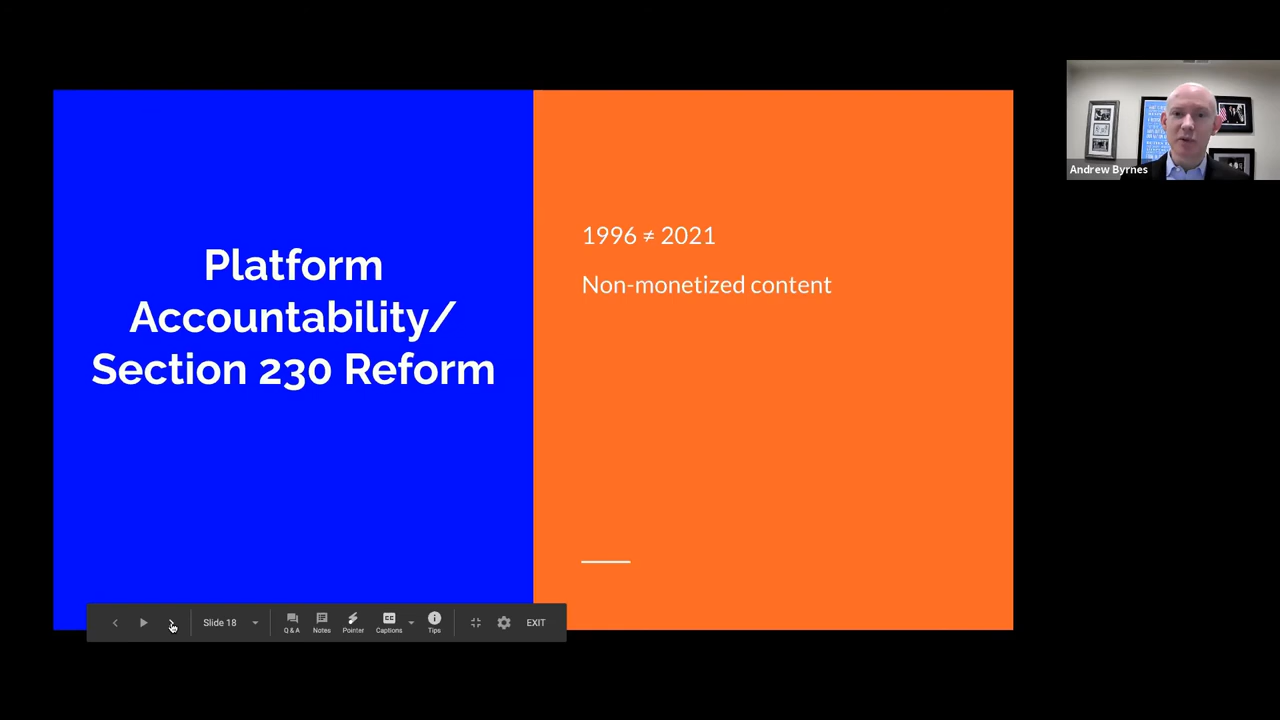 Platform
Accountability/
Section 230 Reform
1996 ≠ 2021
Non-monetized content
Andrew Byrnes
Slide 18
Q & A
Notes
Pointer
CC
Captions
Tips
EXIT